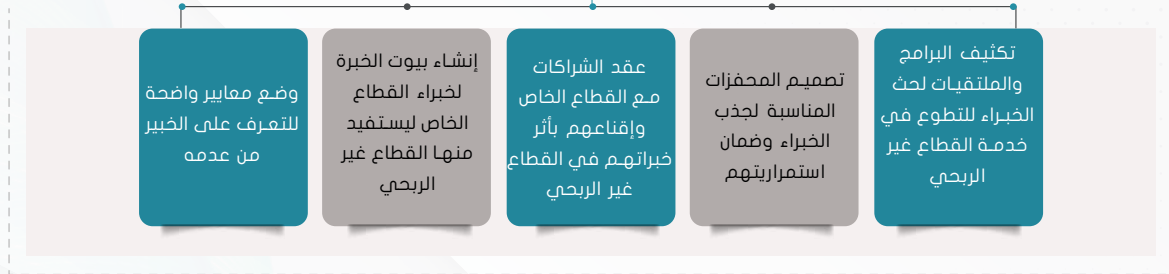 تكثيف البرامج
والملتقيات لحث
الخبراء للتطوع في
خدمة القطاع غير
الربحي
تصميم المحفزات
المناسبة لجذب
الخبراء وضمان
استمراريتهم
عقد الشراكات
مع القطاع الخاص
وإقناعهم بأثر
خبراتهم في القطاع
غير الربحي
إنشاء بيوت الخبرة
لخبراء القطاع
الخاص ليستفيد
منها القطاع غير
الربحي
وضع معايير واضحة
للتعرف على الخبير
من عدمه